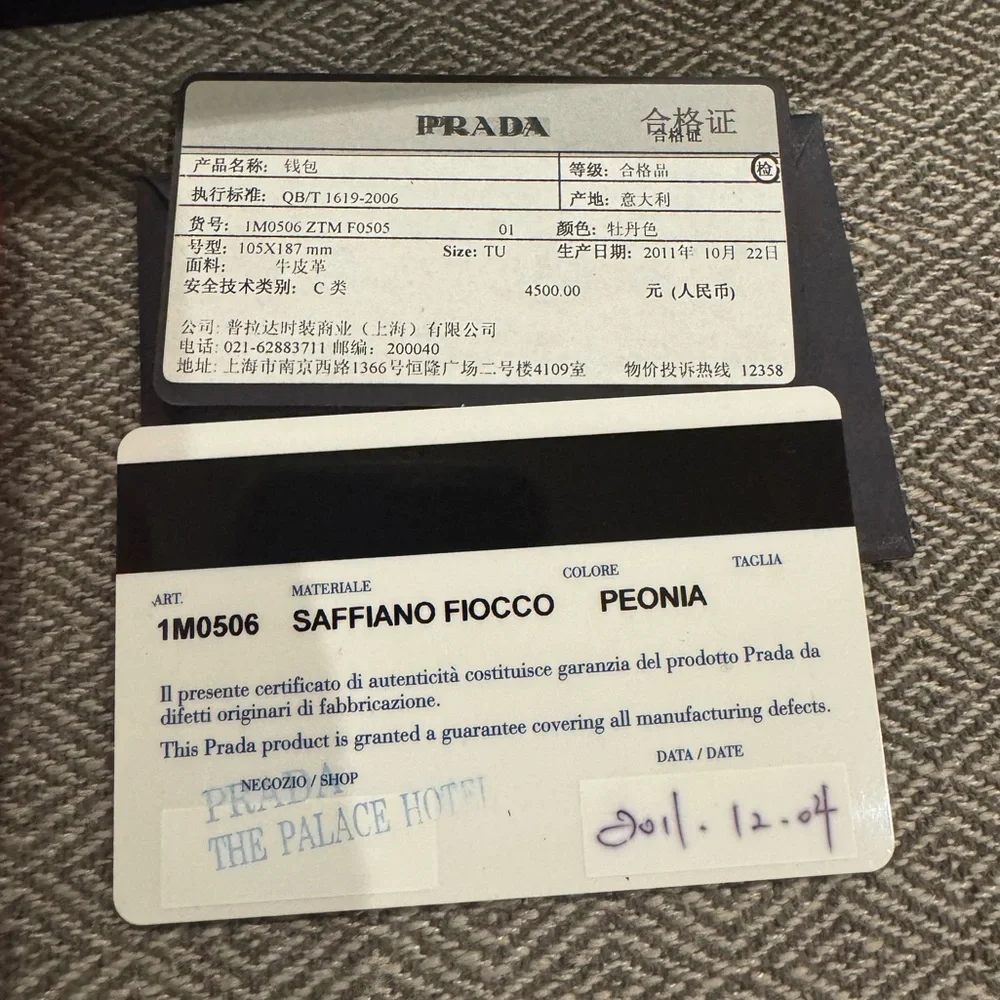 PRADA 合格证
合格证
产品名称: 钱包 等级: 合格品 检
执行标准: QB/T 1619-2006 产地: 意大利
货号: 1M0506 ZTM F0505 01 颜色: 牡丹色
号型: 105X187 mm Size: TU 生产日期: 2011年 10月 22日
面料: 牛皮革
安全技术类别: C 类 4500.00 元 (人民币)
公司: 普拉达时装商业（上海）有限公司
电话: 021-62883711 邮编: 200040
地址: 上海市南京西路1366号恒隆广场二号楼4109室 物价投诉热线 12358
ART. MATERIALE COLORE TAGLIA
1M0506 SAFFIANO FIOCCO PEONIA
Il presente certificato di autenticità costituisce garanzia del prodotto Prada da
difetti originari di fabbricazione.
This Prada product is granted a guarantee covering all manufacturing defects.
NEGOZIO / SHOP DATA / DATE
PRADA
THE PALACE HOTEL 2011.12.04